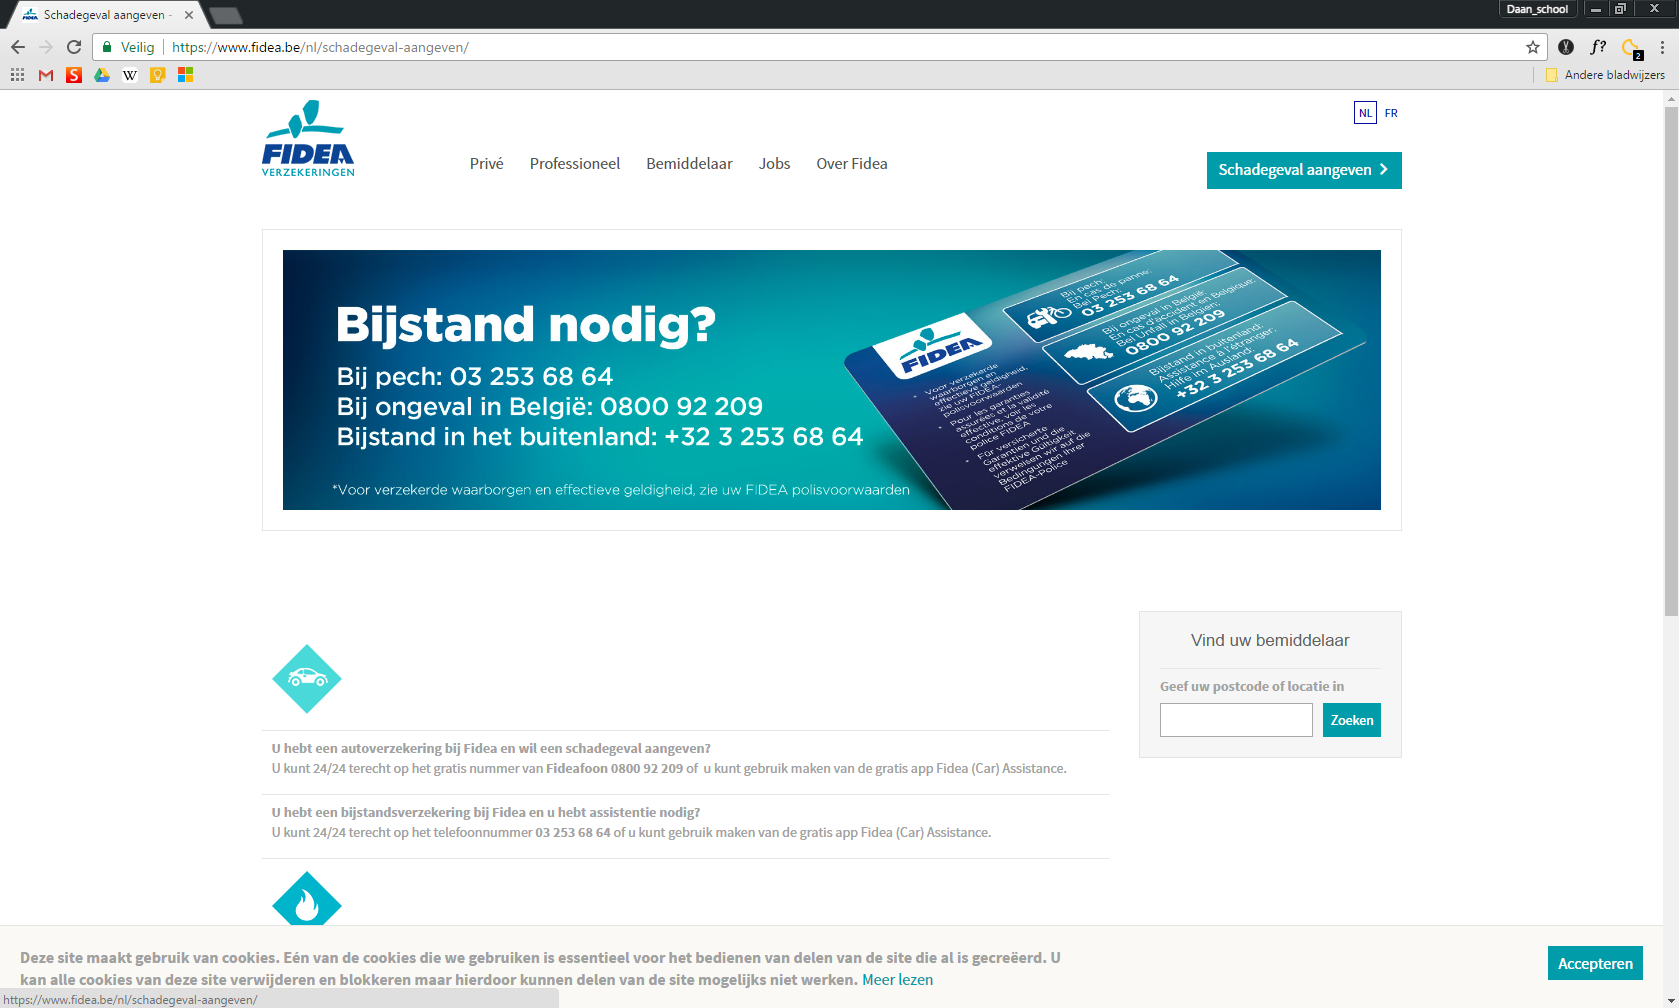 Schadegeval aangeven -
Daan_school
Veilig
https://www.fidea.be/nl/schadegeval-aangeven/
f?
2
M
S
W
Andere bladwijzers
FIDEA
VERZEKERINGEN
NL
FR
Privé
Professioneel
Bemiddelaar
Jobs
Over Fidea
Schadegeval aangeven
Bijstand nodig?
Bij pech: 03 253 68 64
Bij ongeval in België: 0800 92 209
Bijstand in het buitenland: +32 3 253 68 64
*Voor verzekerde waarborgen en effectieve geldigheid, zie uw FIDEA polisvoorwaarden
FIDEA
Bij pech:
En cas de panne:
Bei Pech:
03 253 68 64
Bij ongeval in België:
En cas d'accident en Belgique:
Bei Unfall in Belgien:
0800 92 209
Bijstand in buitenland:
Assistance à l'étranger:
Hilfe im Ausland:
+32 3 253 68 64
• Voor verzekerde
waarborgen en
effectieve geldigheid,
zie uw FIDEA-
polisvoorwaarden
• Pour les garanties
assurées et la validité
effective, voir les
conditions de votre
police FIDEA
• Für versicherte
Garantien und die
effektive Gültigkeit
verweisen wir auf die
Bedingungen Ihrer
FIDEA-Police
Vind uw bemiddelaar
Geef uw postcode of locatie in
Zoeken
U hebt een autoverzekering bij Fidea en wil een schadegeval aangeven?
U kunt 24/24 terecht op het gratis nummer van Fideafoon 0800 92 209 of u kunt gebruik maken van de gratis app Fidea (Car) Assistance.
U hebt een bijstandsverzekering bij Fidea en u hebt assistentie nodig?
U kunt 24/24 terecht op het telefoonnummer 03 253 68 64 of u kunt gebruik maken van de gratis app Fidea (Car) Assistance.
Deze site maakt gebruik van cookies. Eén van de cookies die we gebruiken is essentieel voor het bedienen van delen van de site die al is gecreëerd. U
kan alle cookies van deze site verwijderen en blokkeren maar hierdoor kunnen delen van de site mogelijks niet werken. Meer lezen
Accepteren
https://www.fidea.be/nl/schadegeval-aangeven/